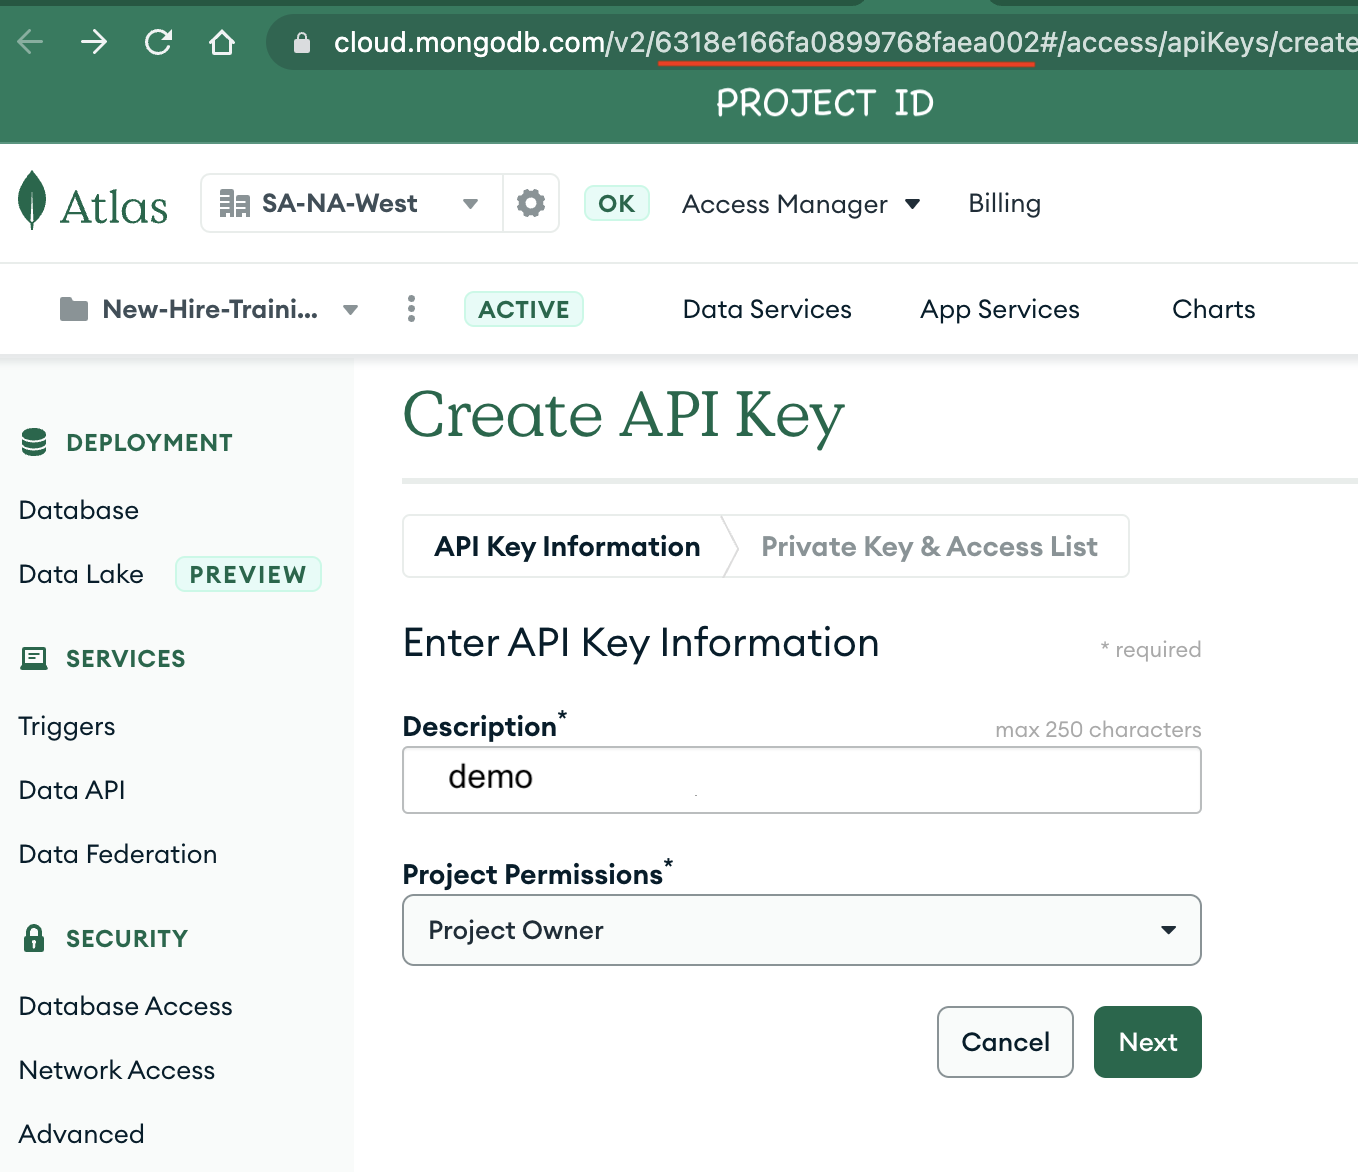 cloud.mongodb.com/v2/6318e166fa0899768faea002#/access/apiKeys/create
PROJECT ID
Atlas
SA-NA-West
OK
Access Manager
Billing
New-Hire-Traini...
ACTIVE
Data Services
App Services
Charts
DEPLOYMENT
Database
Data Lake PREVIEW
SERVICES
Triggers
Data API
Data Federation
SECURITY
Database Access
Network Access
Advanced
Create API Key
API Key Information
Private Key & Access List
Enter API Key Information
* required
Description*
max 250 characters
demo
Project Permissions*
Project Owner
Cancel
Next